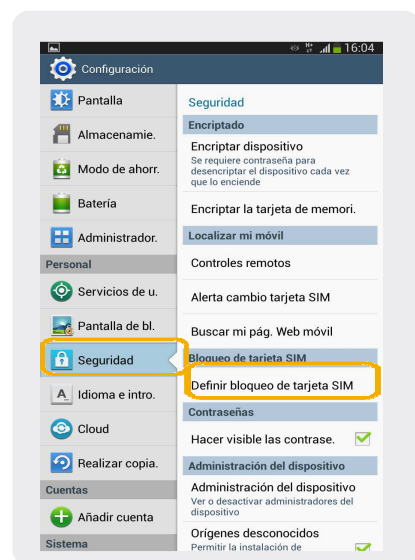 H+
16:04
Configuración
Pantalla
Almacenamie.
Modo de ahorr.
Batería
Administrador.
Personal
Servicios de u.
Pantalla de bl.
Seguridad
Idioma e intro.
Cloud
Realizar copia.
Cuentas
Añadir cuenta
Sistema
Seguridad
Encriptado
Encriptar dispositivo
Se requiere contraseña para
desencriptar el dispositivo cada vez
que lo enciende
Encriptar la tarjeta de memori.
Localizar mi móvil
Controles remotos
Alerta cambio tarjeta SIM
Buscar mi pág. Web móvil
Bloqueo de tarjeta SIM
Definir bloqueo de tarjeta SIM
Contraseñas
Hacer visible las contrase.
Administración del dispositivo
Administración del dispositivo
Ver o desactivar administradores del
dispositivo
Orígenes desconocidos
Permitir la instalación de